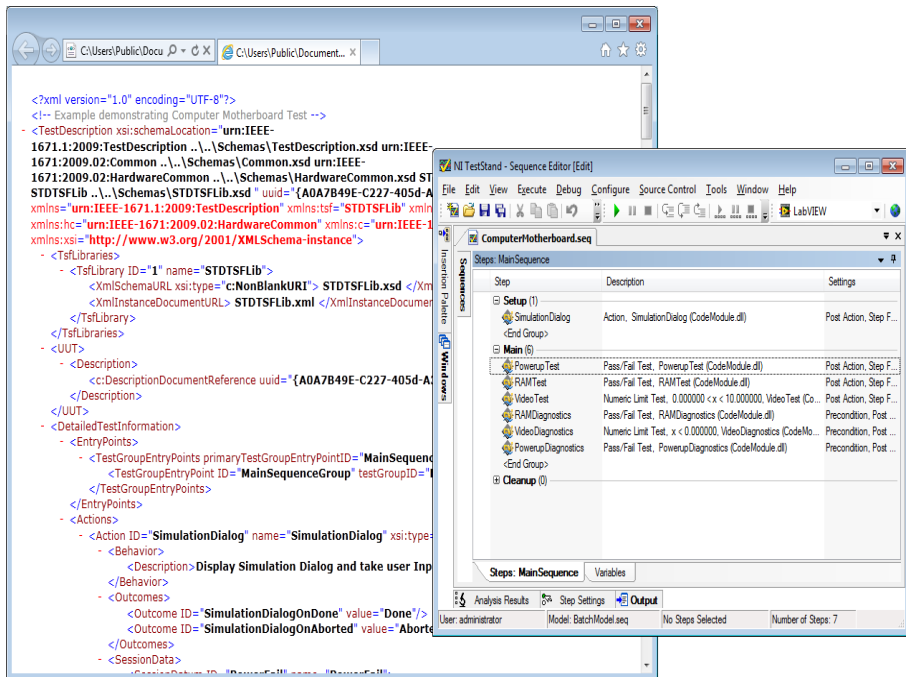 C:\Users\Public\Docu
C:\Users\Public\Document...
<?xml version="1.0" encoding="UTF-8"?>
<!-- Example demonstrating Computer Motherboard Test -->
- <TestDescription xsi:schemaLocation="urn:IEEE-
1671.1:2009:TestDescription ..\..\Schemas\TestDescription.xsd urn:IEEE-
1671:2009.02:Common ..\..\Schemas\Common.xsd urn:IEEE-
1671:2009.02:HardwareCommon ..\..\Schemas\HardwareCommon.xsd ST
STDTSFLib ..\..\Schemas\STDTSFLib.xsd " uuid="{A0A7B49E-C227-405d-A
xmlns="urn:IEEE-1671.1:2009:TestDescription" xmlns:tsf="STDTSFLib" xmln
xmlns:hc="urn:IEEE-1671:2009.02:HardwareCommon" xmlns:c="urn:IEEE-1
xmlns:xsi="http://www.w3.org/2001/XMLSchema-instance">
- <TsfLibraries>
- <TsfLibrary ID="1" name="STDTSFLib">
<XmlSchemaURL xsi:type="c:NonBlankURI"> STDTSFLib.xsd </Xm
<XmlInstanceDocumentURL> STDTSFLib.xml </XmlInstanceDocumen
</TsfLibrary>
</TsfLibraries>
- <UUT>
- <Description>
<c:DescriptionDocumentReference uuid="{A0A7B49E-C227-405d-A
</Description>
</UUT>
- <DetailedTestInformation>
- <EntryPoints>
- <TestGroupEntryPoints primaryTestGroupEntryPointID="MainSequenc
<TestGroupEntryPoint ID="MainSequenceGroup" testGroupID="
</TestGroupEntryPoints>
</EntryPoints>
- <Actions>
- <Action ID="SimulationDialog" name="SimulationDialog" xsi:type=
- <Behavior>
<Description>Display Simulation Dialog and take user Inp
</Behavior>
- <Outcomes>
<Outcome ID="SimulationDialogOnDone" value="Done"/>
<Outcome ID="SimulationDialogOnAborted" value="Aborte
</Outcomes>
- <SessionData>
<SessionDatum ID="PowerFail" name="PowerFail">
NI TestStand - Sequence Editor [Edit]
File Edit View Execute Debug Configure Source Control Tools Window Help
LabVIEW
ComputerMotherboard.seq
Insertion Palette
Windows
Sequences
Steps: MainSequence
Step Description Settings
Setup (1)
SimulationDialog Action, SimulationDialog (CodeModule.dll) Post Action, Step F...
<End Group>
Main (6)
PowerupTest Pass/Fail Test, PowerupTest (CodeModule.dll) Post Action, Step F...
RAMTest Pass/Fail Test, RAMTest (CodeModule.dll) Post Action, Step F...
VideoTest Numeric Limit Test, 0.000000 < x < 10.000000, VideoTest (Co... Post Action, Step F...
RAMDiagnostics Pass/Fail Test, RAMDiagnostics (CodeModule.dll) Precondition, Post ...
VideoDiagnostics Numeric Limit Test, x < 0.000000, VideoDiagnostics (CodeMo... Precondition, Post ...
PowerupDiagnostics Pass/Fail Test, PowerupDiagnostics (CodeModule.dll) Precondition, Post ...
<End Group>
Cleanup (0)
Steps: MainSequence Variables
Analysis Results Step Settings Output
User: administrator Model: BatchModel.seq No Steps Selected Number of Steps: 7